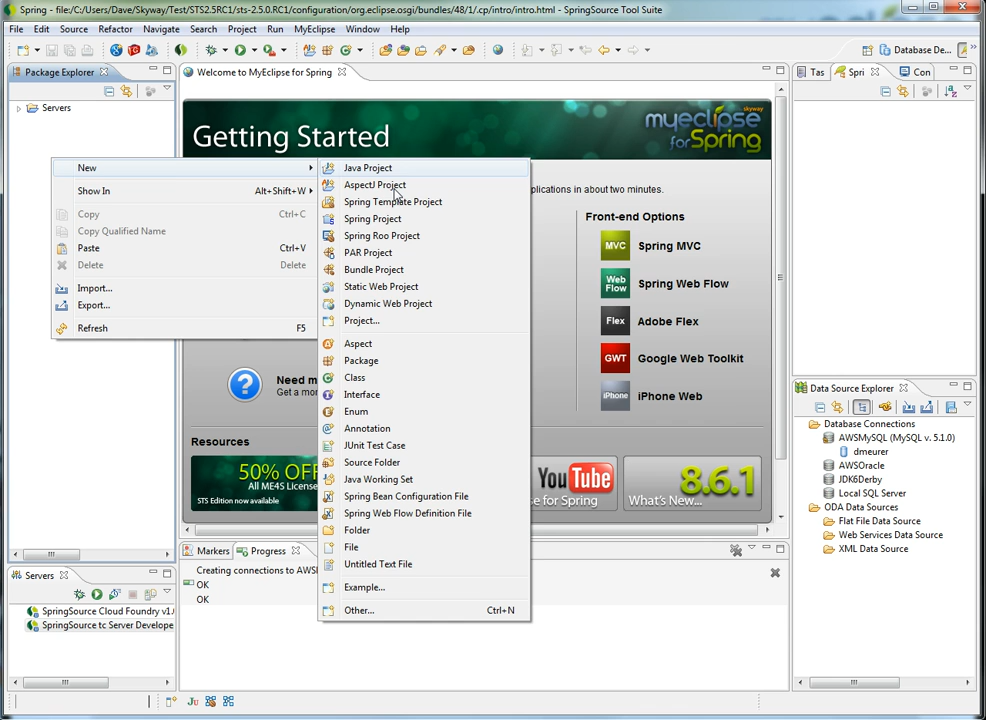 Spring - file:/C:/Users/Dave/Skyway/Test/STS2.5RC1/sts-2.5.0.RC1/configuration/org.eclipse.osgi/bundles/48/1/.cp/intro/intro.html - SpringSource Tool Suite
File Edit Source Refactor Navigate Search Project Run MyEclipse Window Help
Database De...
Package Explorer
Servers
Welcome to MyEclipse for Spring
Tas Spri Con
Getting Started
myeclipse
skyway
for Spring
plications in about two minutes.
New
Show In Alt+Shift+W
Copy Ctrl+C
Copy Qualified Name
Paste Ctrl+V
Delete Delete
Import...
Export...
Refresh F5
Java Project
AspectJ Project
Spring Template Project
Spring Project
Spring Roo Project
PAR Project
Bundle Project
Static Web Project
Dynamic Web Project
Project...
Aspect
Package
Class
Interface
Enum
Annotation
JUnit Test Case
Source Folder
Java Working Set
Spring Bean Configuration File
Spring Web Flow Definition File
Folder
File
Untitled Text File
Example...
Other... Ctrl+N
Front-end Options
MVC Spring MVC
Web Flow Spring Web Flow
Flex Adobe Flex
GWT Google Web Toolkit
iPhone iPhone Web
Need m
Get a mor
Resources
50% OFF
All ME4S License
STS Edition now available
YouTube
e for Spring
8.6.1
What's New...
Markers Progress
Creating connections to AWS
OK
OK
Servers
SpringSource Cloud Foundry v1.
SpringSource tc Server Develope
Data Source Explorer
Database Connections
AWSMySQL (MySQL v. 5.1.0)
dmeurer
AWSOracle
JDK6Derby
Local SQL Server
ODA Data Sources
Flat File Data Source
Web Services Data Source
XML Data Source